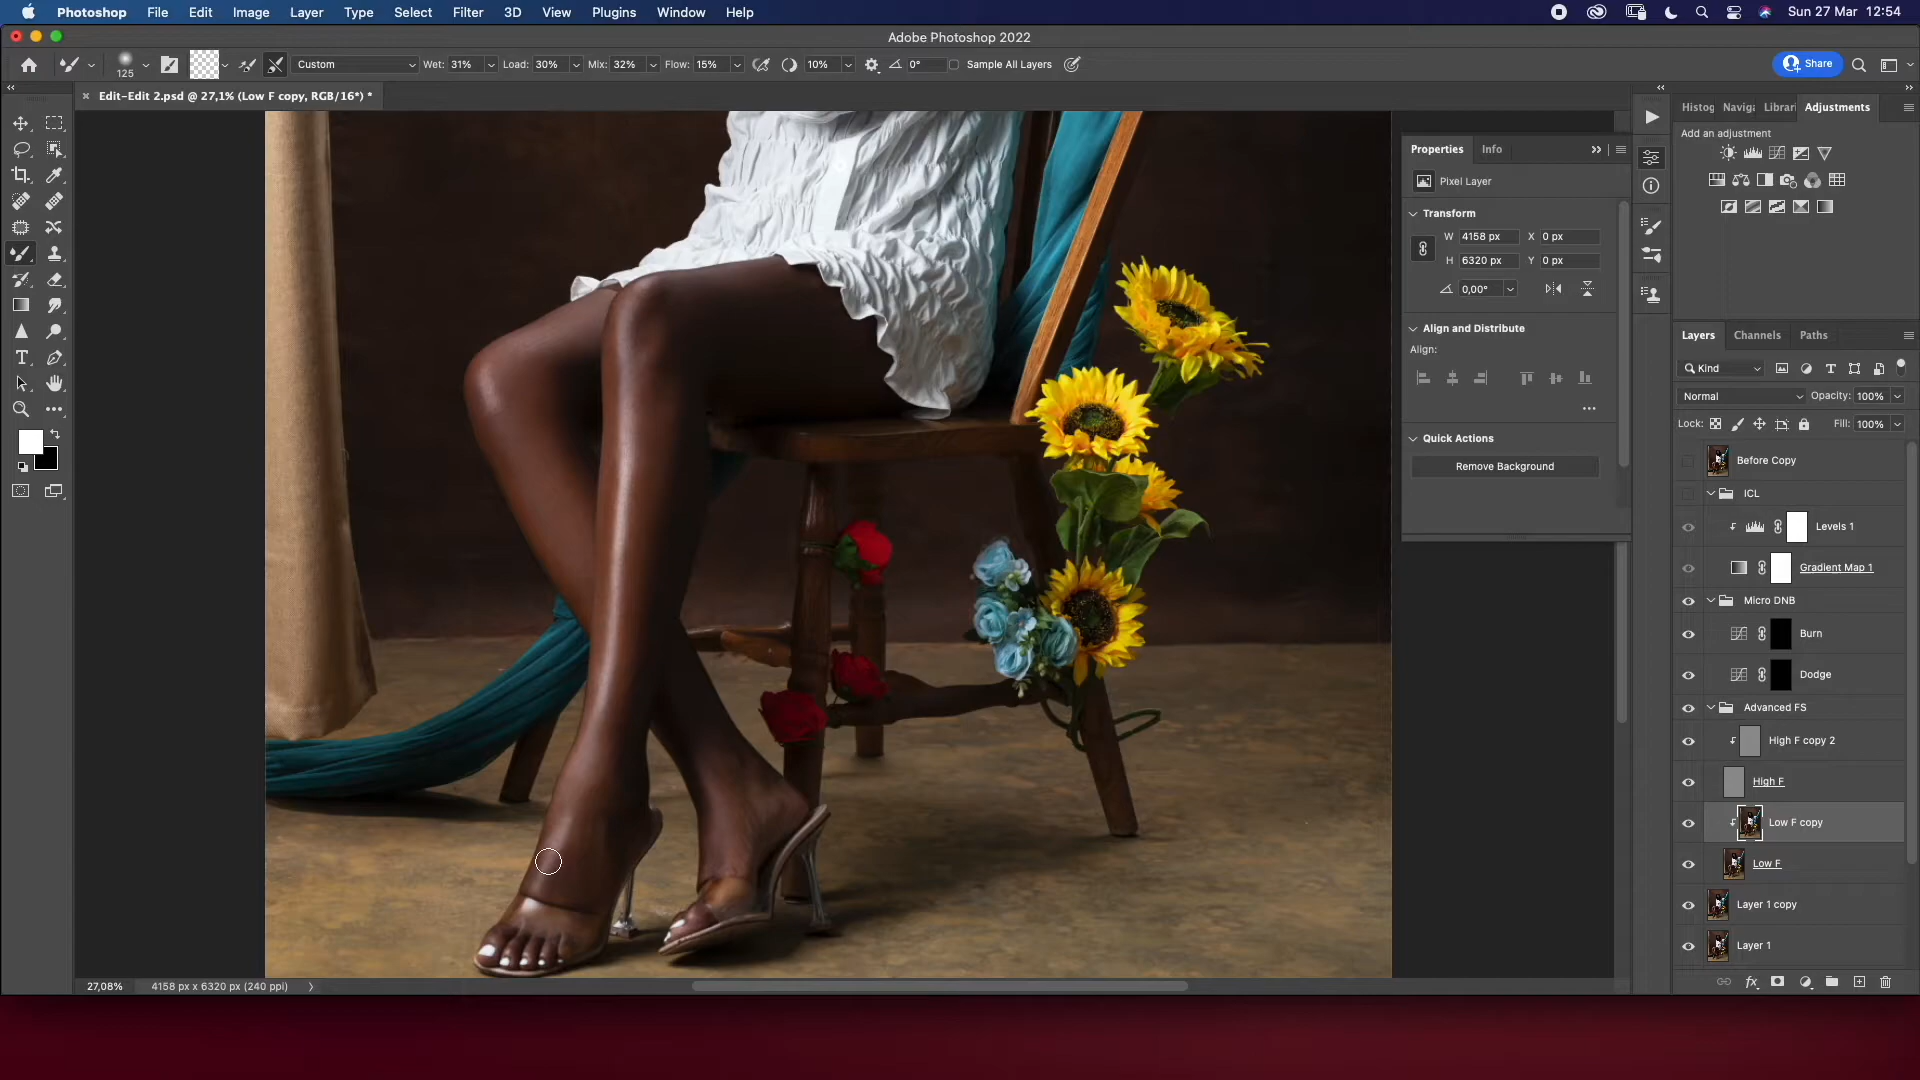 Photoshop File Edit Image Layer Type Select Filter 3D View Plugins Window Help Sun 27 Mar 12:54
Adobe Photoshop 2022
125 Custom Wet: 31% Load: 30% Mix: 32% Flow: 15% 10% 0° Sample All Layers Share
Edit-Edit 2.psd @ 27,1% (Low F copy, RGB/16*) *
Histog Naviga Librari Adjustments
Add an adjustment
Properties Info
Pixel Layer
Transform
W 4158 px X 0 px
H 6320 px Y 0 px
0,00°
Align and Distribute
Align:
Quick Actions
Remove Background
Layers Channels Paths
Kind
Normal Opacity: 100%
Lock: Fill: 100%
Before Copy
ICL
Levels 1
Gradient Map 1
Micro DNB
Burn
Dodge
Advanced FS
High F copy 2
High F
Low F copy
Low F
Layer 1 copy
Layer 1
27,08% 4158 px x 6320 px (240 ppi)